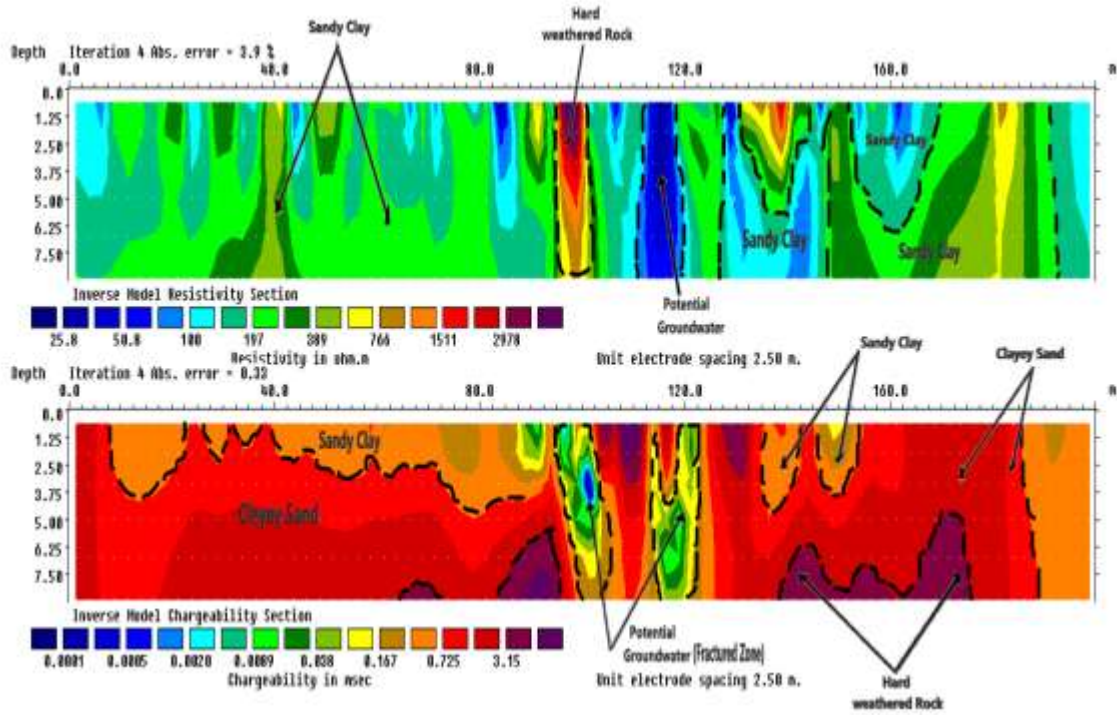 Hard
weathered Rock
Sandy Clay
Depth Iteration 4 Abs. error = 3.9 %
0.0 40.0 80.0 120.0 160.0 m
0.0
1.25
2.50
3.75
5.00
6.25
7.50
Sandy Clay
Sandy Clay
Sandy Clay
Inverse Model Resistivity Section
25.8 50.8 100 197 389 766 1511 2978
Resistivity in ohm.m
Unit electrode spacing 2.50 m.
Potential
Groundwater
Sandy Clay
Clayey Sand
Depth Iteration 4 Abs. error = 0.33
0.0 40.0 80.0 120.0 160.0 m
0.0
1.25
2.50
3.75
5.00
6.25
7.50
Sandy Clay
Clayey Sand
Inverse Model Chargeability Section
0.0001 0.0005 0.0020 0.0089 0.038 0.167 0.725 3.15
Chargeability in msec
Unit electrode spacing 2.50 m.
Potential
Groundwater (Fractured Zone)
Hard
weathered Rock